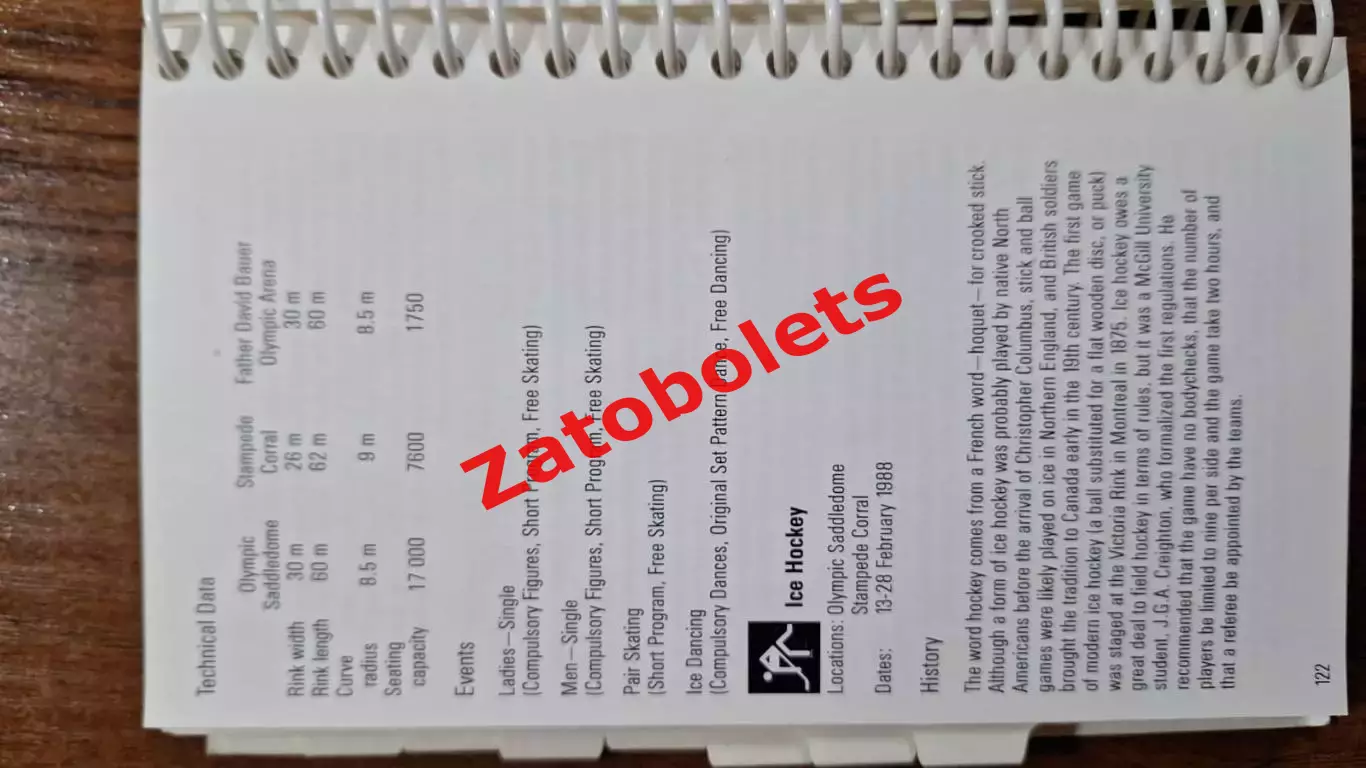 Technical Data
Olympic Stampede Father David Bauer
Saddledome Corral Olympic Arena
Rink width 30 m 26 m 30 m
Rink length 60 m 62 m 60 m
Curve
radius 8.5 m 9 m 8.5 m
Seating
capacity 17 000 7600 1750
Events
Ladies—Single
(Compulsory Figures, Short Program, Free Skating)
Men—Single
(Compulsory Figures, Short Program, Free Skating)
Pair Skating
(Short Program, Free Skating)
Ice Dancing
(Compulsory Dances, Original Set Pattern Dance, Free Dancing)
Ice Hockey
Locations: Olympic Saddledome
Stampede Corral
Dates: 13-28 February 1988
History
The word hockey comes from a French word—hoquet—for crooked stick.
Although a form of ice hockey was probably played by native North
Americans before the arrival of Christopher Columbus, stick and ball
games were likely played on ice in Northern England, and British soldiers
brought the tradition to Canada early in the 19th century. The first game
of modern ice hockey (a ball substituted for a flat wooden disc, or puck)
was staged at the Victoria Rink in Montreal in 1875. Ice hockey owes a
great deal to field hockey in terms of rules, but it was a McGill University
student, J.G.A. Creighton, who formalized the first regulations. He
recommended that the game have no bodychecks, that the number of
players be limited to nine per side and the game take two hours, and
that a referee be appointed by the teams.
122
Zatobolets